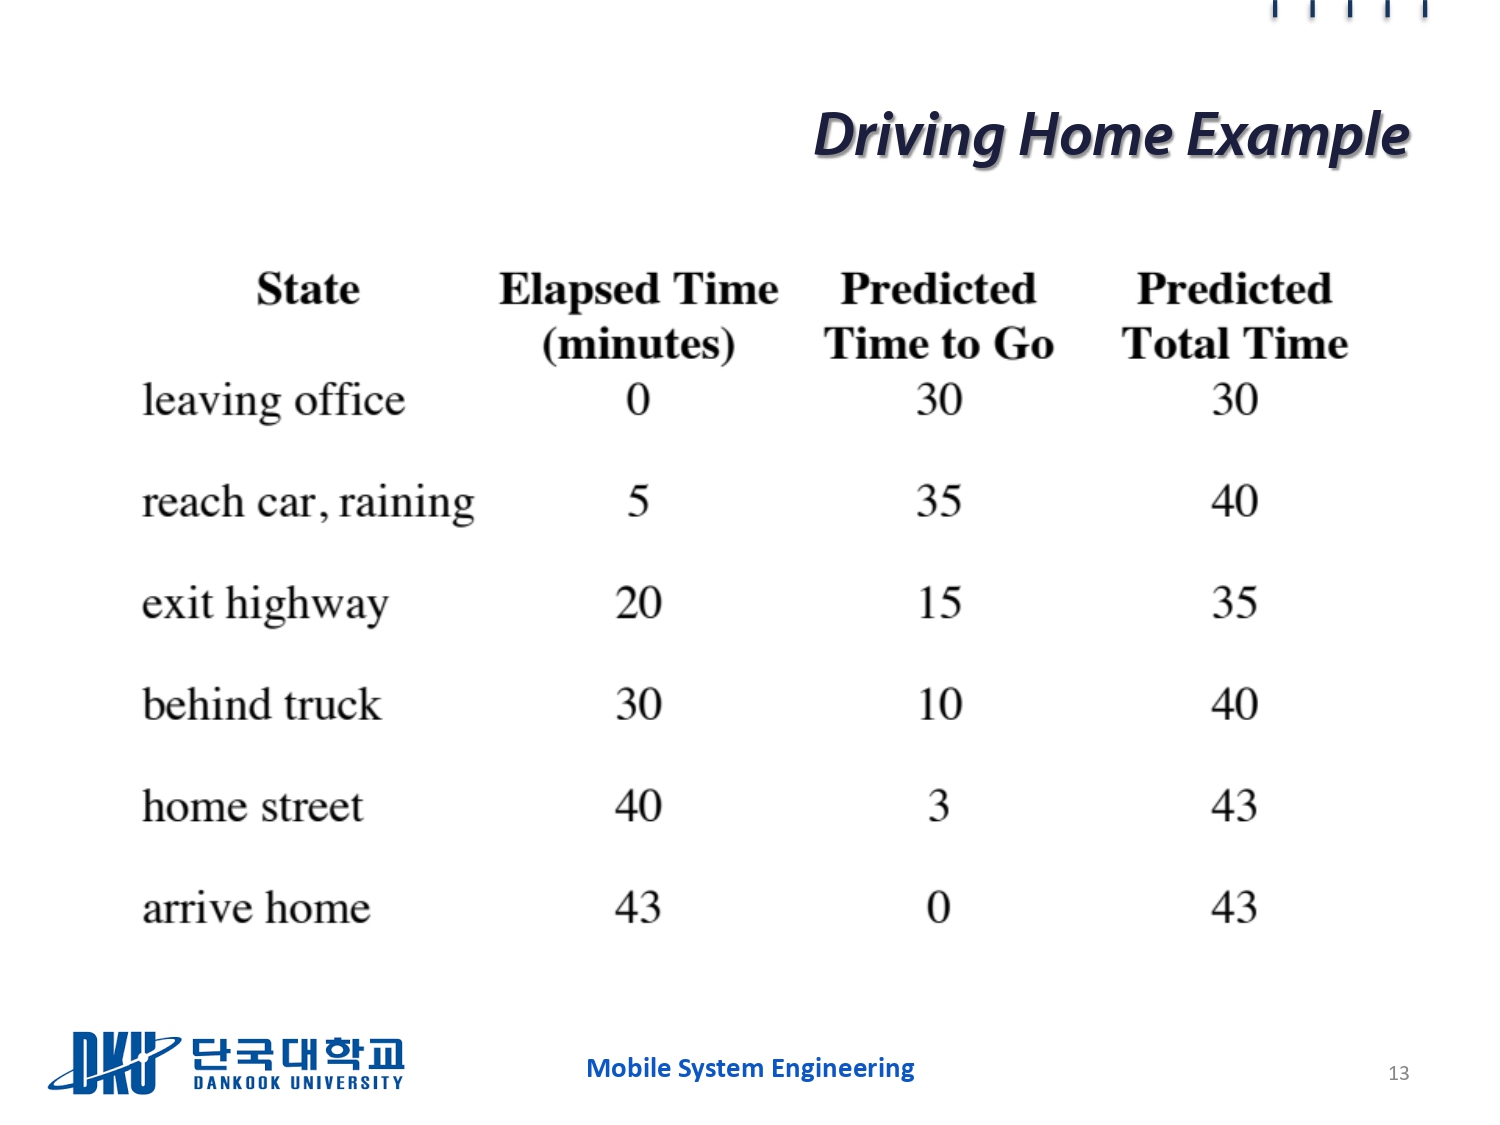 Driving Home Example
State Elapsed Time Predicted Predicted
(minutes) Time to Go Total Time
leaving office 0 30 30
reach car, raining 5 35 40
exit highway 20 15 35
behind truck 30 10 40
home street 40 3 43
arrive home 43 0 43
DKU 단국대학교
DANKOOK UNIVERSITY
Mobile System Engineering
13